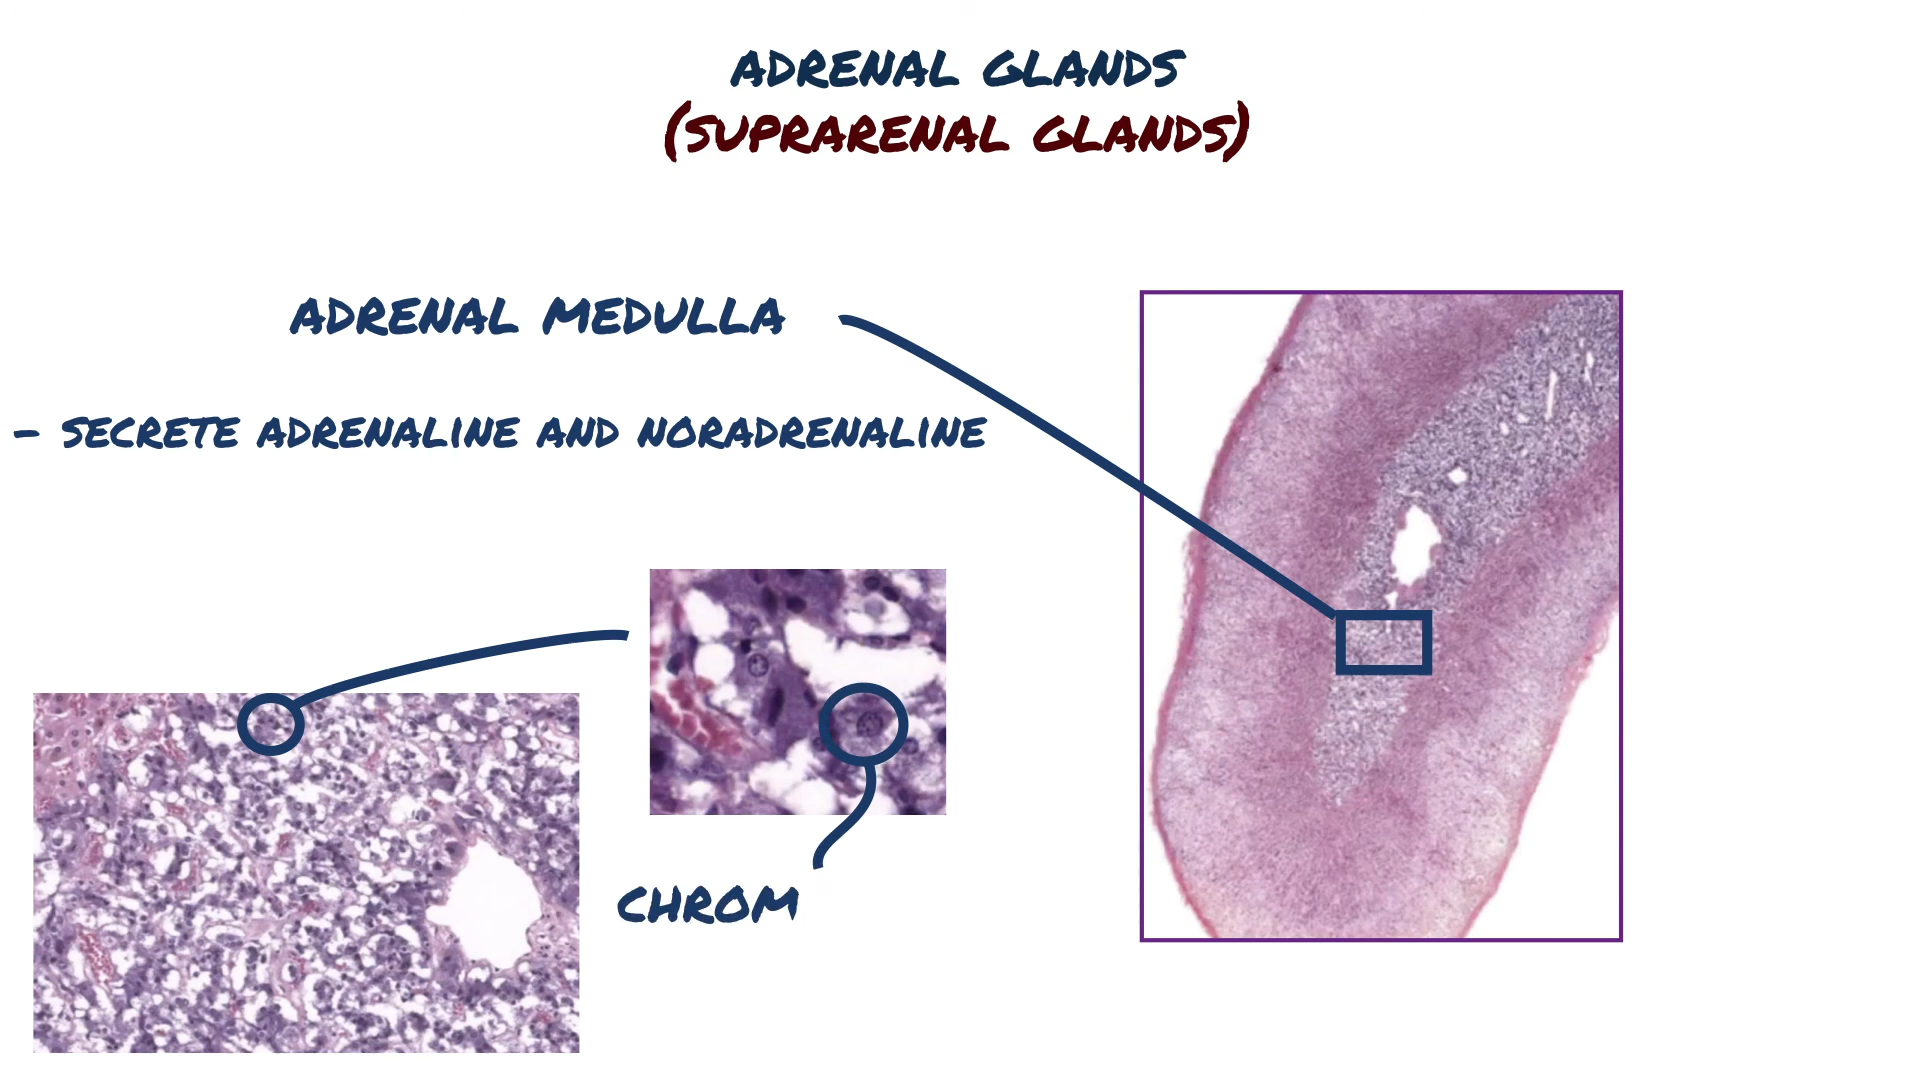 ADRENAL GLANDS
(SUPRARENAL GLANDS)
ADRENAL MEDULLA
- SECRETE ADRENALINE AND NORADRENALINE
CHROM